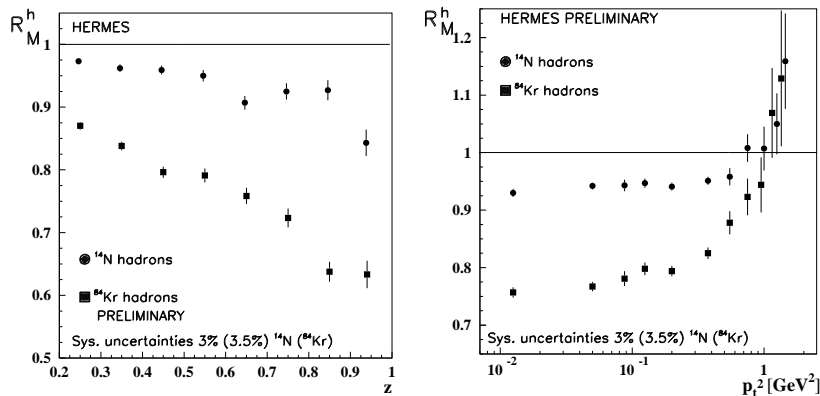 R_M^h
HERMES
1
0.9
0.8
0.7
0.6
0.5
¹⁴N hadrons
⁸⁴Kr hadrons
PRELIMINARY
Sys. uncertainties 3% (3.5%) ¹⁴N (⁸⁴Kr)
0.2 0.3 0.4 0.5 0.6 0.7 0.8 0.9 1
z
R_M^h
HERMES PRELIMINARY
¹⁴N hadrons
⁸⁴Kr hadrons
1.2
1.1
1
0.9
0.8
0.7
Sys. uncertainties 3% (3.5%) ¹⁴N (⁸⁴Kr)
10⁻² 10⁻¹ 1
p_t² [GeV²]